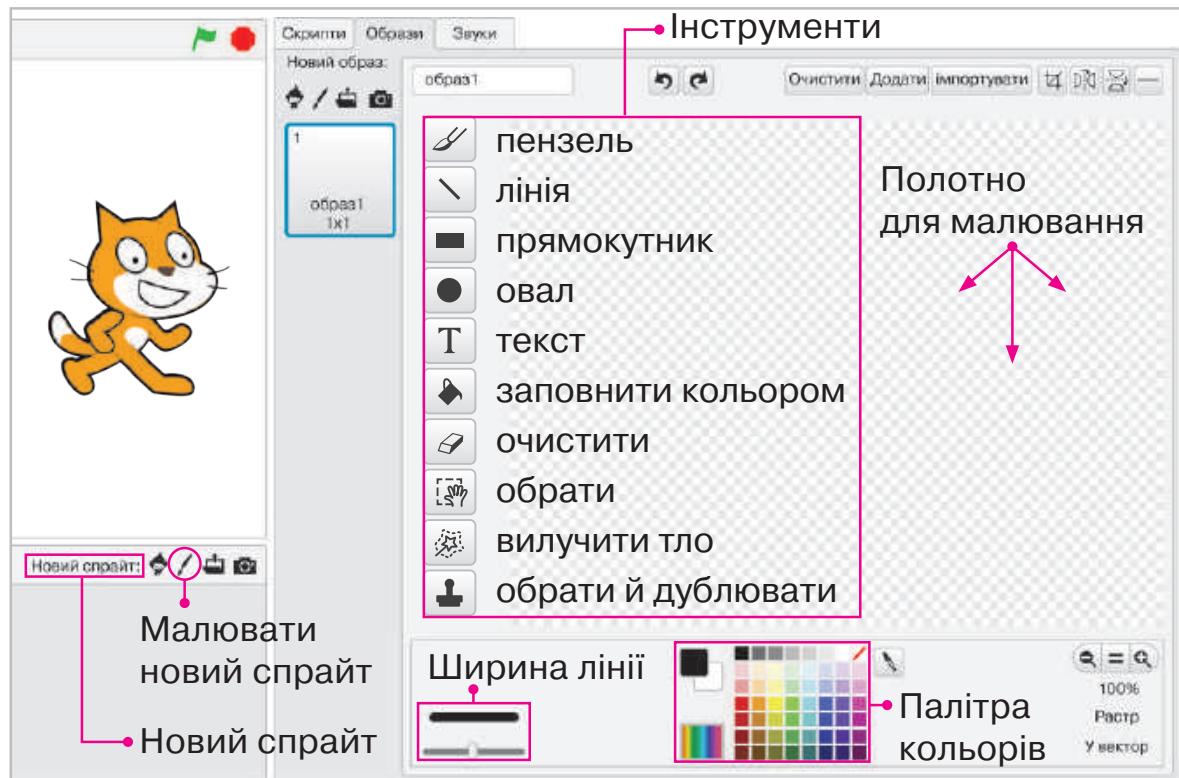 Скрипти Образи Звуки
Інструменти
Новий образ:
образ1
Очистити Додати імпортувати
1
образ1
1x1
пензель
лінія
прямокутник
овал
T текст
заповнити кольором
очистити
обрати
вилучити тло
обрати й дублювати
Полотно
для малювання
Новий спрайт:
Малювати
новий спрайт
Новий спрайт
Ширина лінії
Палітра
кольорів
100%
Растр
У вектор